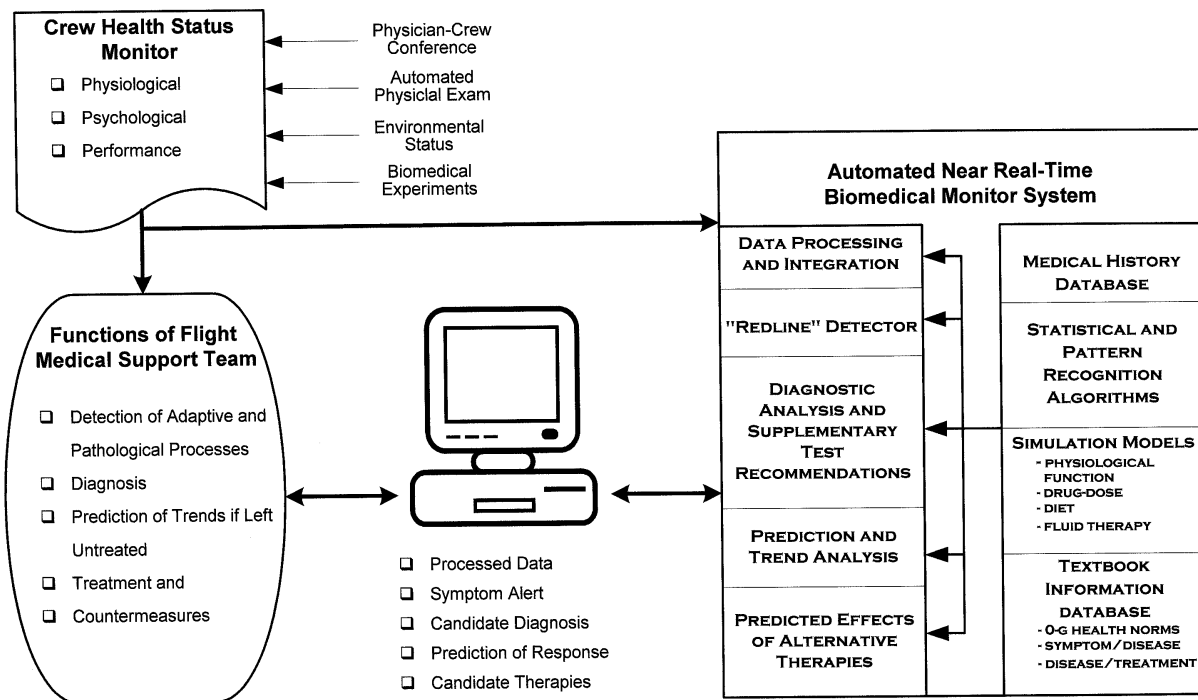 Crew Health Status
Monitor
❑ Physiological
❑ Psychological
❑ Performance
Physician-Crew
Conference
Automated
Physiclal Exam
Environmental
Status
Biomedical
Experiments
Functions of Flight
Medical Support Team
❑ Detection of Adaptive and
Pathological Processes
❑ Diagnosis
❑ Prediction of Trends if Left
Untreated
❑ Treatment and
❑ Countermeasures
❑ Processed Data
❑ Symptom Alert
❑ Candidate Diagnosis
❑ Prediction of Response
❑ Candidate Therapies
Automated Near Real-Time
Biomedical Monitor System
DATA PROCESSING
AND INTEGRATION
"REDLINE" DETECTOR
DIAGNOSTIC
ANALYSIS AND
SUPPLEMENTARY
TEST
RECOMMENDATIONS
PREDICTION AND
TREND ANALYSIS
PREDICTED EFFECTS
OF ALTERNATIVE
THERAPIES
MEDICAL HISTORY
DATABASE
STATISTICAL AND
PATTERN
RECOGNITION
ALGORITHMS
SIMULATION MODELS
- PHYSIOLOGICAL
FUNCTION
- DRUG-DOSE
- DIET
- FLUID THERAPY
TEXTBOOK
INFORMATION
DATABASE
- 0-G HEALTH NORMS
- SYMPTOM/DISEASE
- DISEASE/TREATMENT